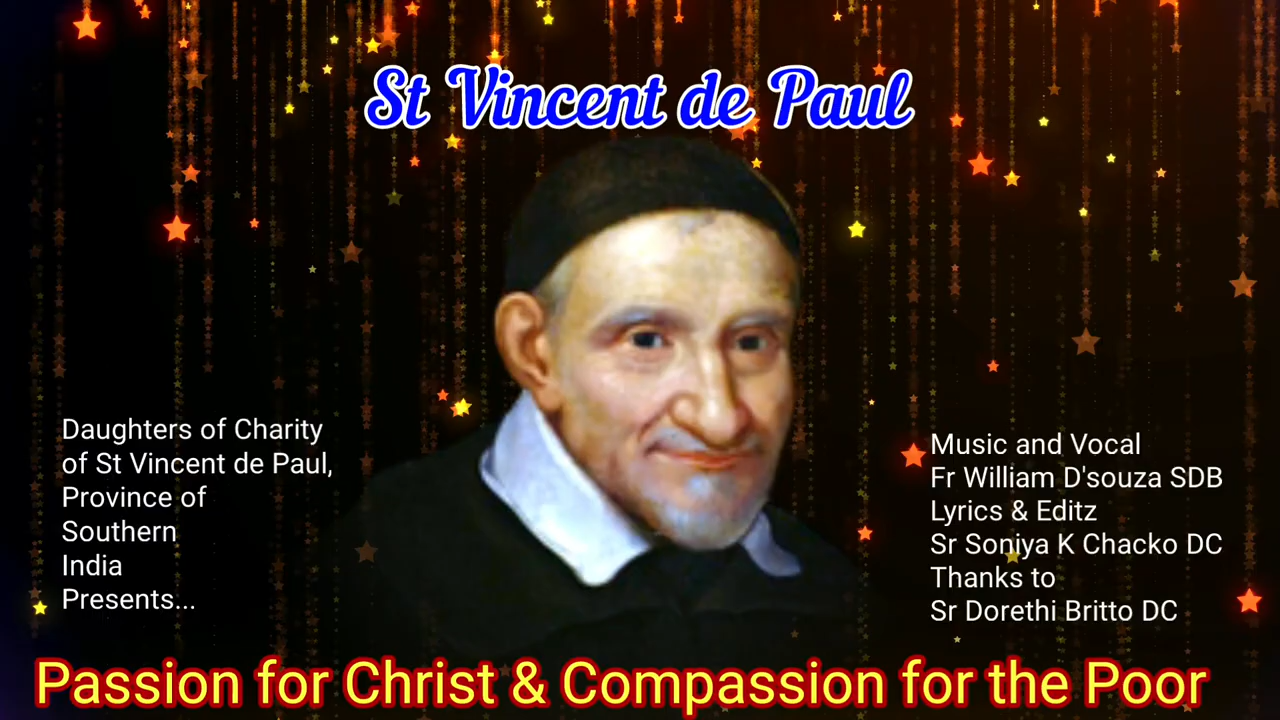 St Vincent de Paul
Daughters of Charity
of St Vincent de Paul,
Province of
Southern
India
Presents...
Music and Vocal
Fr William D'souza SDB
Lyrics & Editz
Sr Soniya K Chacko DC
Thanks to
Sr Dorethi Britto DC
Passion for Christ & Compassion for the Poor